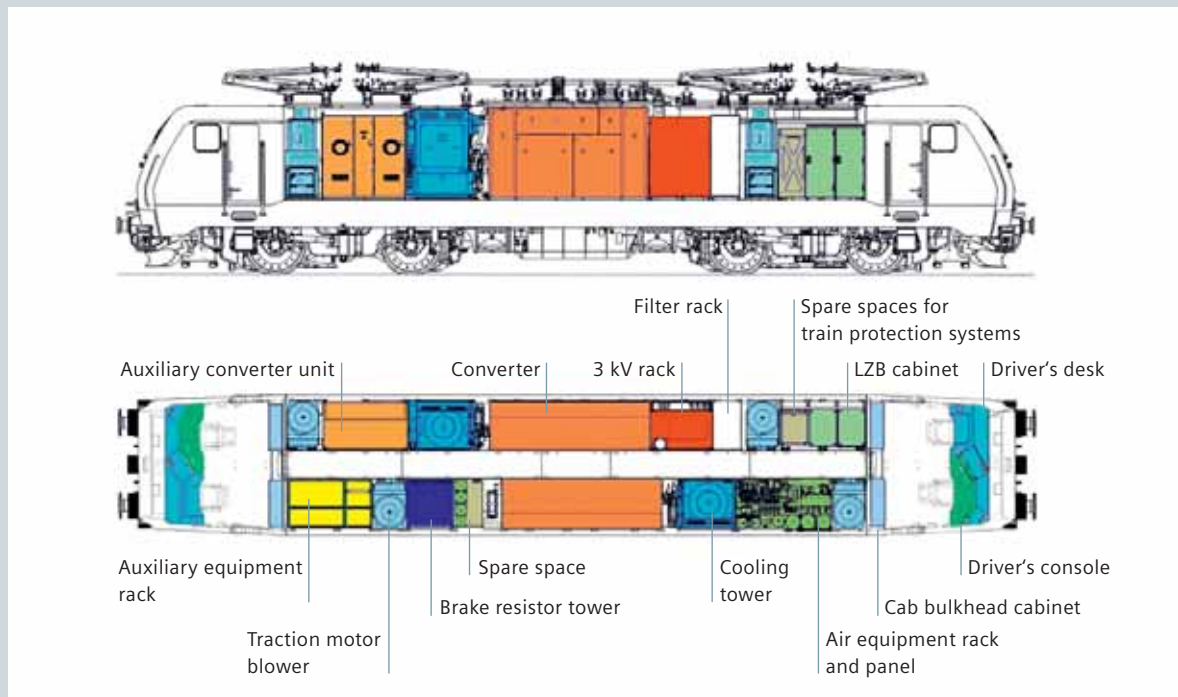 Filter rack
Spare spaces for
train protection systems
Auxiliary converter unit
Converter
3 kV rack
LZB cabinet
Driver‘s desk
Auxiliary equipment
rack
Spare space
Cooling
tower
Driver‘s console
Brake resistor tower
Cab bulkhead cabinet
Traction motor
blower
Air equipment rack
and panel